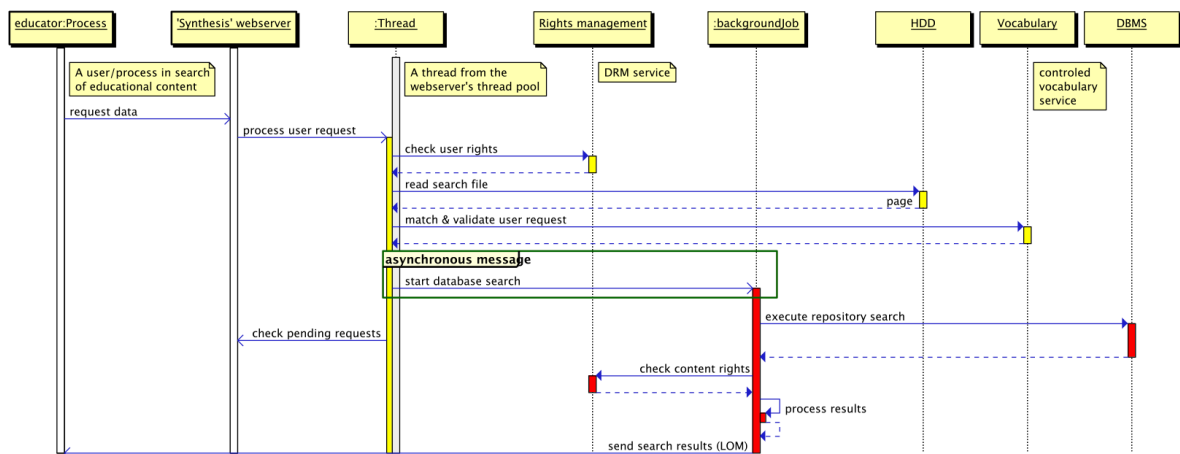 educator:Process
'Synthesis' webserver
:Thread
Rights management
:backgroundJob
HDD
Vocabulary
DBMS
A user/process in search
of educational content
A thread from the
webserver's thread pool
DRM service
controled
vocabulary
service
request data
process user request
check user rights
read search file
page
match & validate user request
asynchronous message
start database search
execute repository search
check pending requests
check content rights
process results
send search results (LOM)